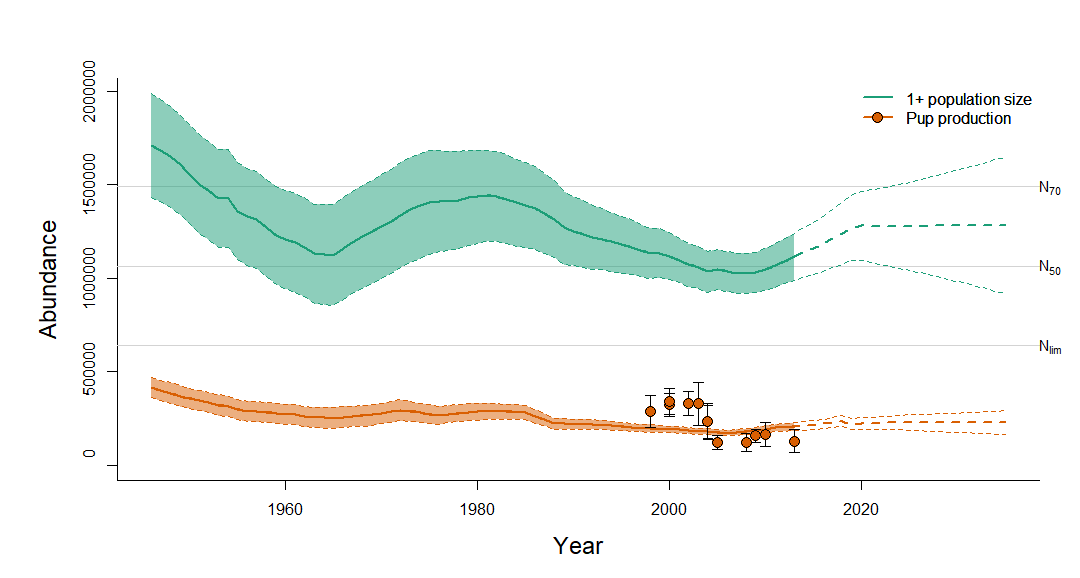 2000000
1500000
1000000
500000
0
Abundance
1+ population size
Pup production
N70
N50
Nlim
1960
1980
2000
2020
Year